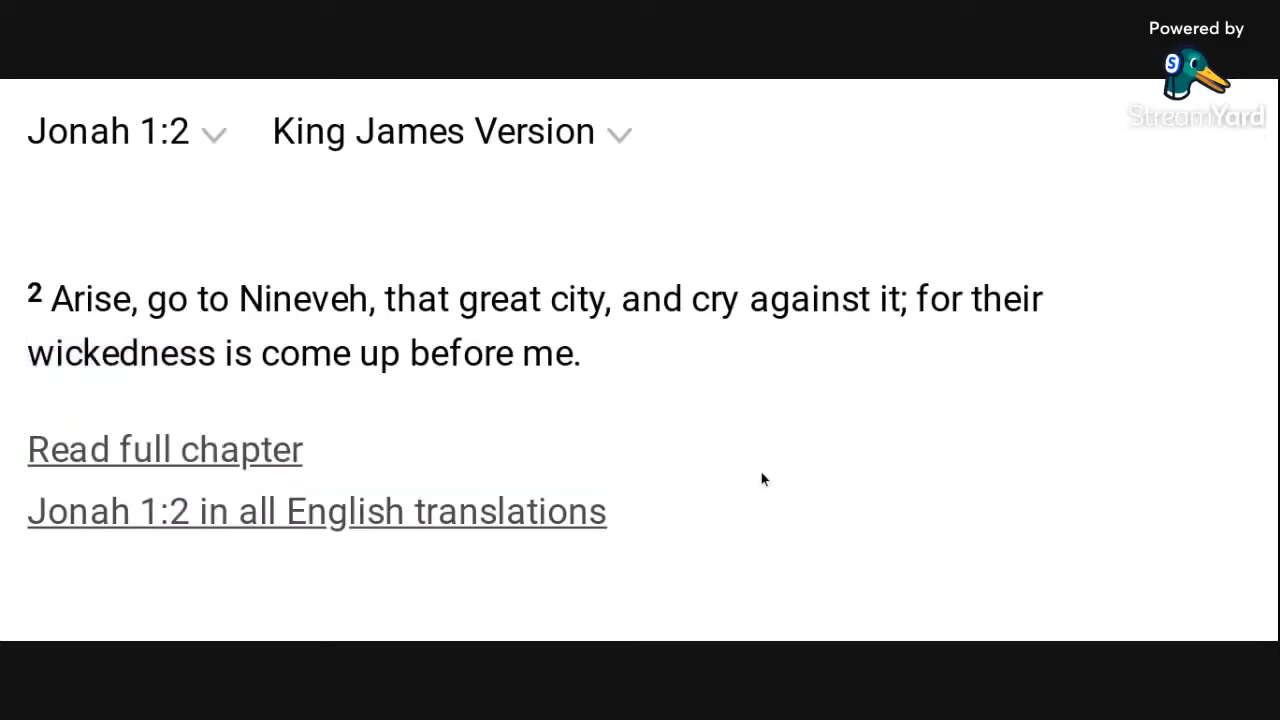 Powered by
S
StreamYard
Jonah 1:2 King James Version
2 Arise, go to Nineveh, that great city, and cry against it; for their
wickedness is come up before me.
Read full chapter
Jonah 1:2 in all English translations